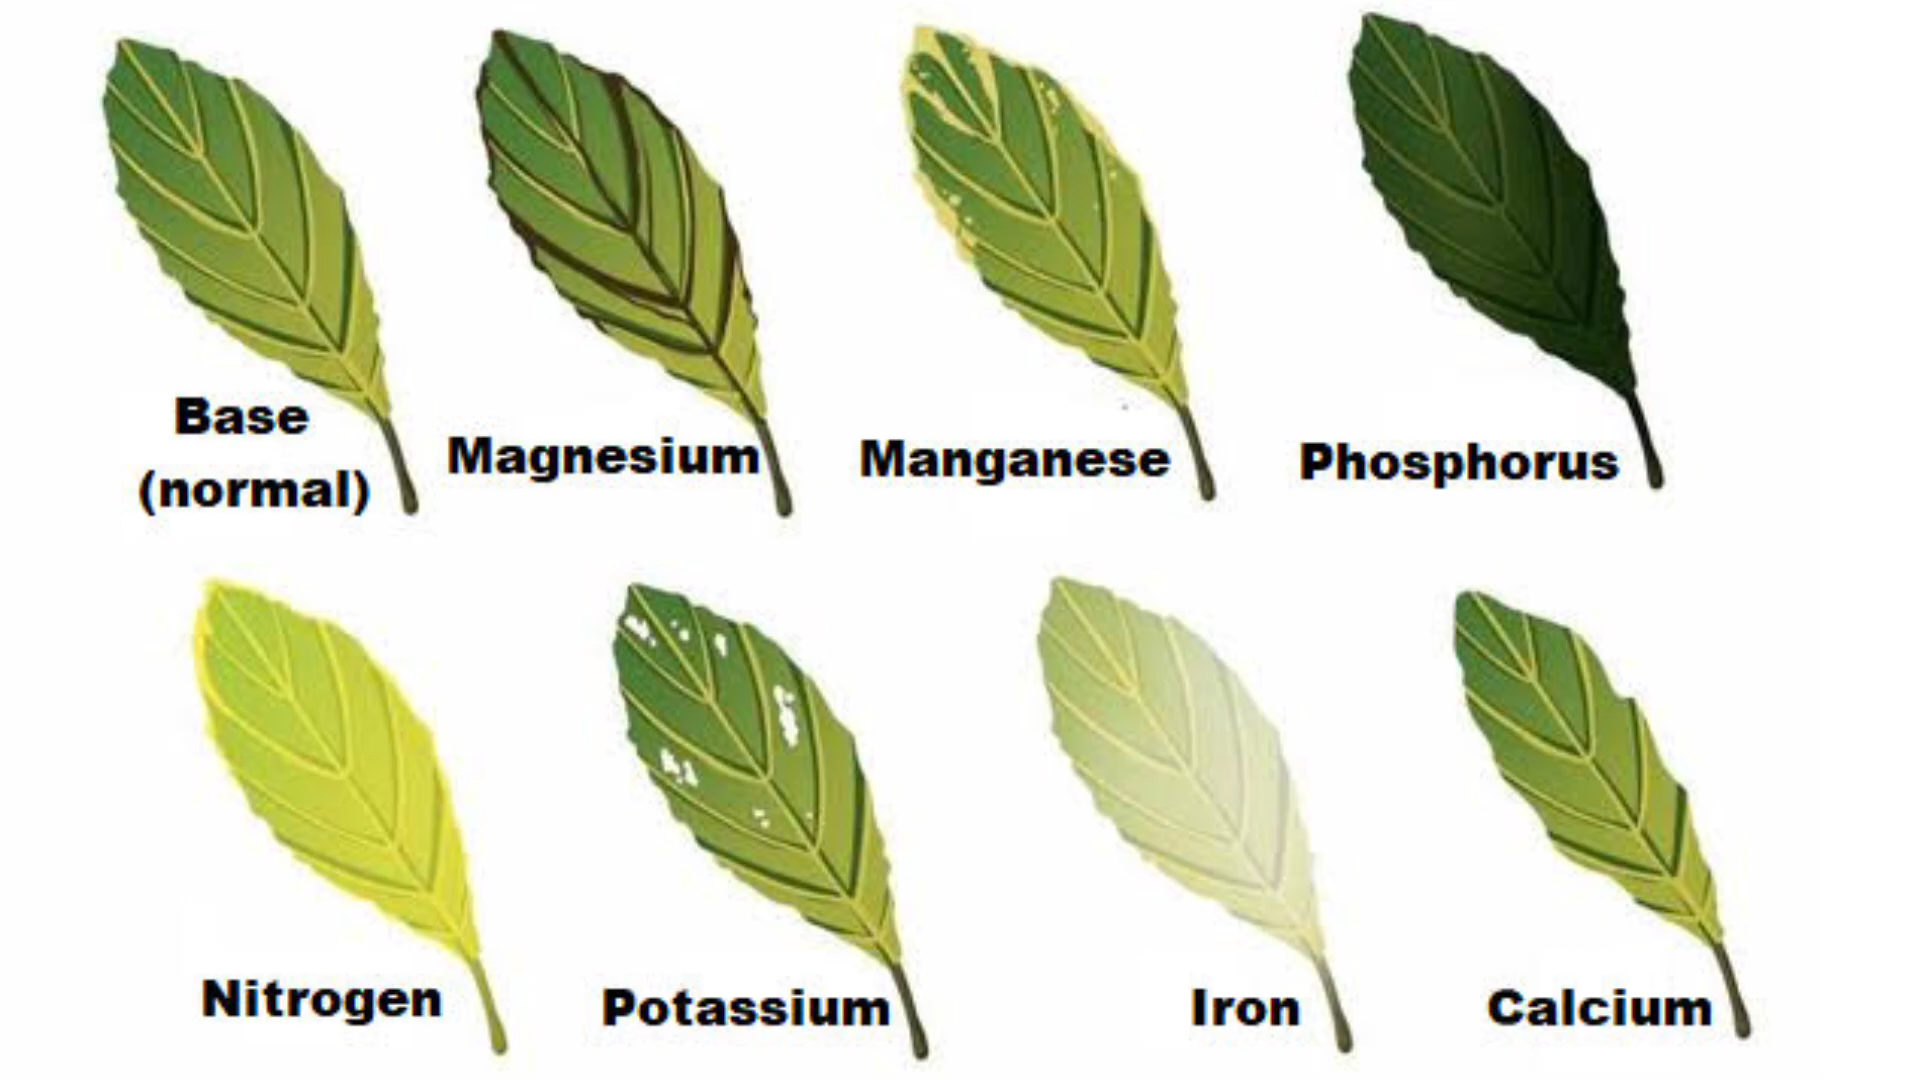 Base
(normal)
Magnesium
Manganese
Phosphorus
Nitrogen
Potassium
Iron
Calcium